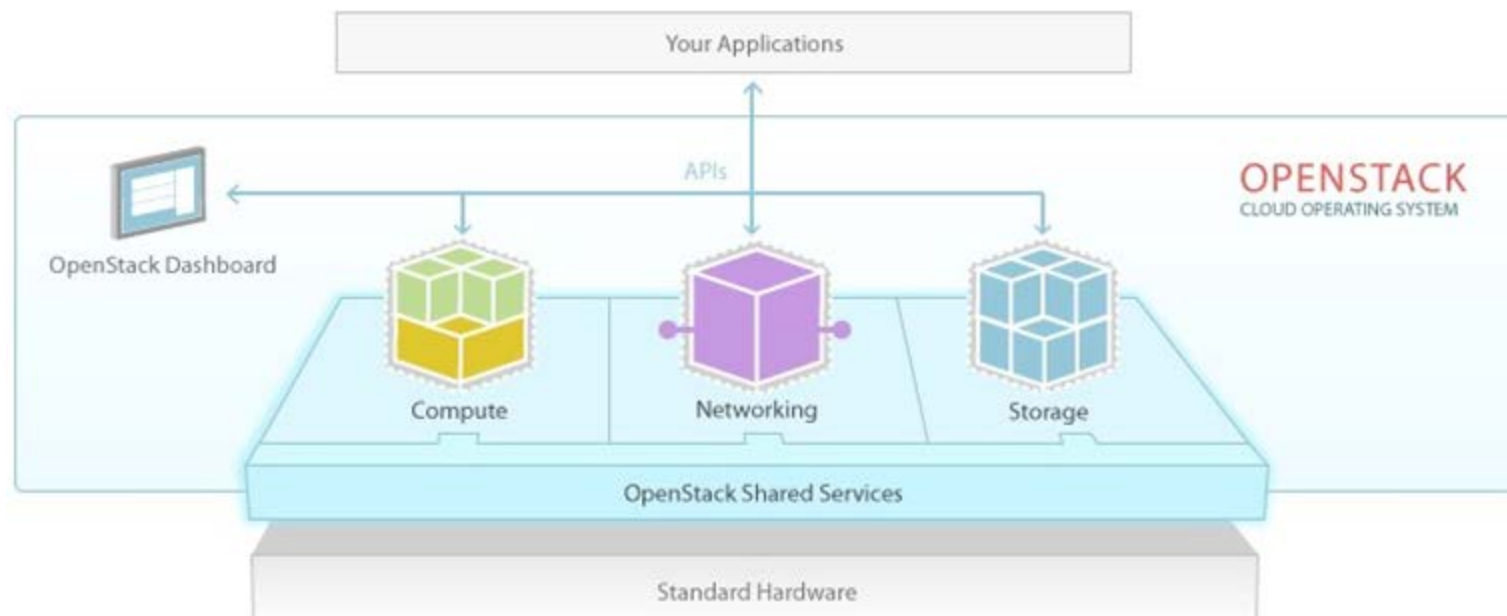 Your Applications
APIs
OPENSTACK
CLOUD OPERATING SYSTEM
OpenStack Dashboard
Compute
Networking
Storage
OpenStack Shared Services
Standard Hardware